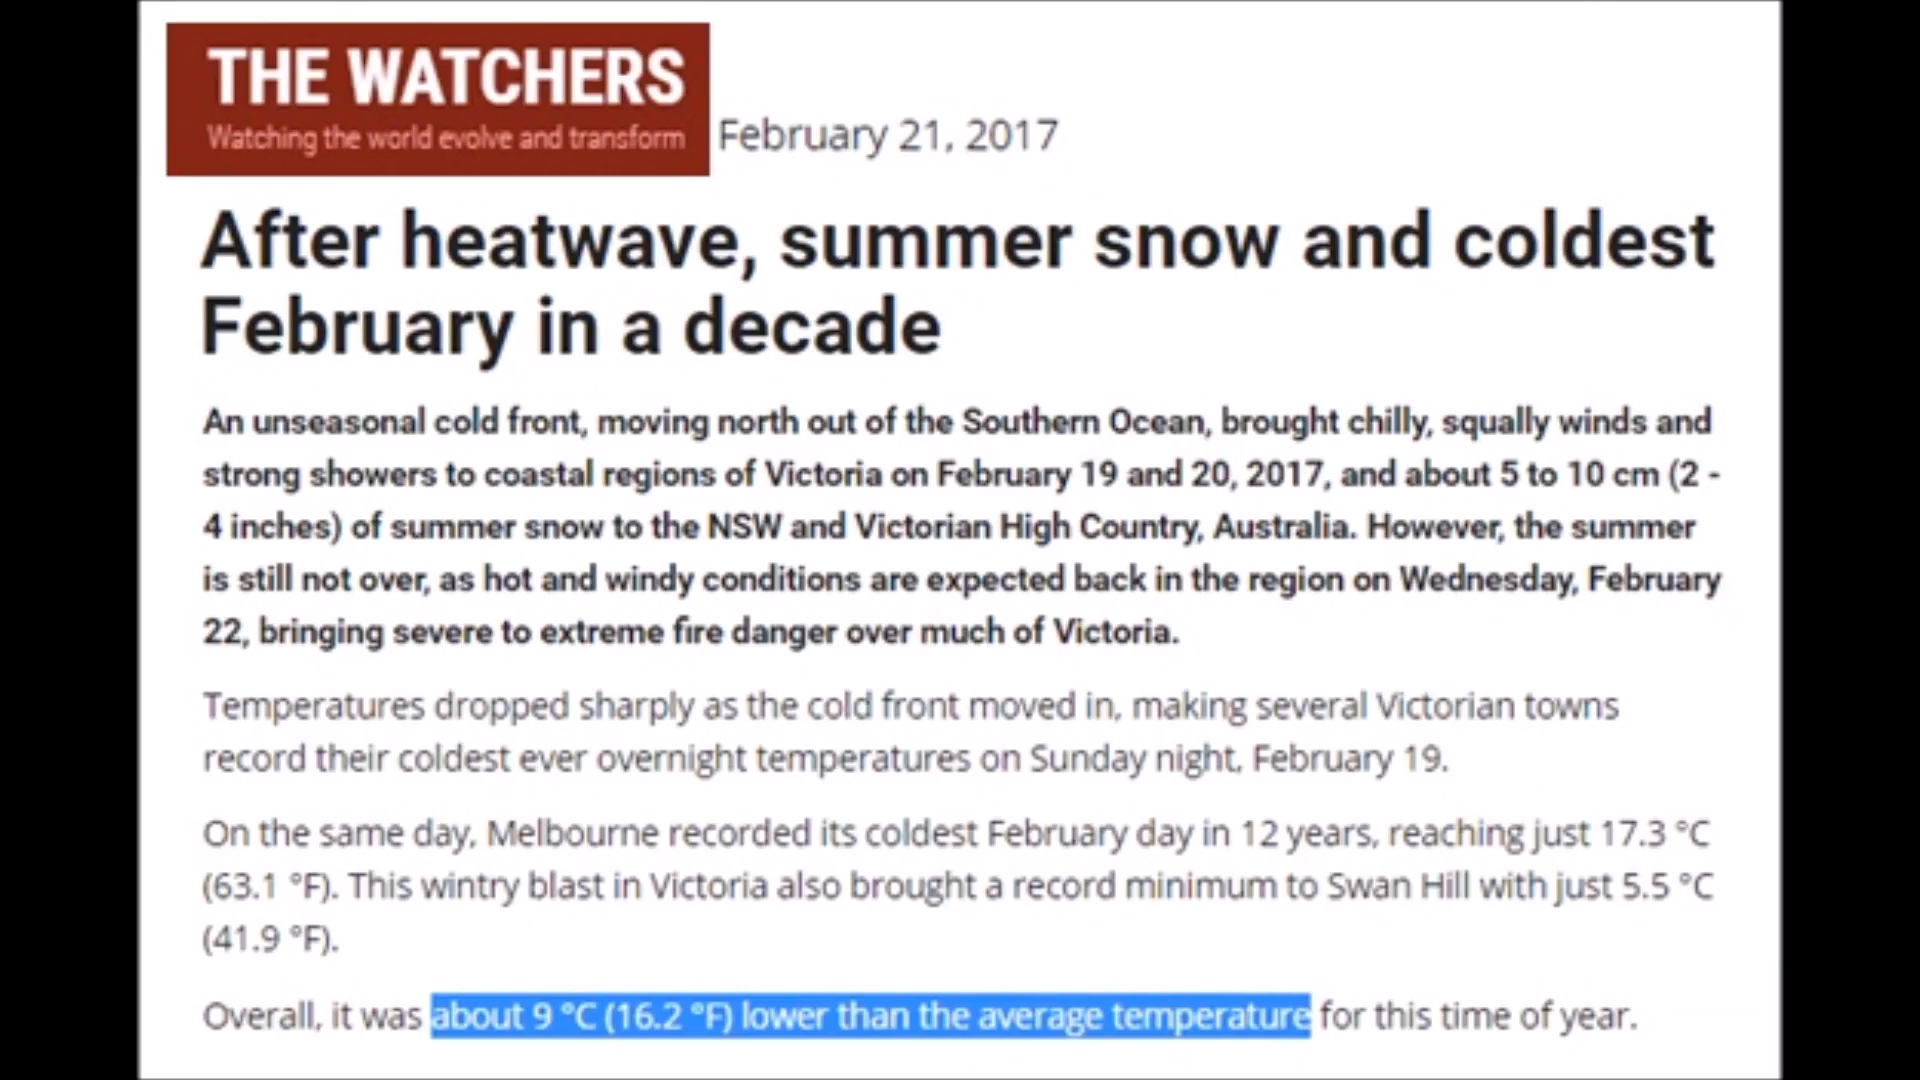 THE WATCHERS
Watching the world evolve and transform
February 21, 2017
After heatwave, summer snow and coldest
February in a decade
An unseasonal cold front, moving north out of the Southern Ocean, brought chilly, squally winds and
strong showers to coastal regions of Victoria on February 19 and 20, 2017, and about 5 to 10 cm (2 -
4 inches) of summer snow to the NSW and Victorian High Country, Australia. However, the summer
is still not over, as hot and windy conditions are expected back in the region on Wednesday, February
22, bringing severe to extreme fire danger over much of Victoria.
Temperatures dropped sharply as the cold front moved in, making several Victorian towns
record their coldest ever overnight temperatures on Sunday night, February 19.
On the same day, Melbourne recorded its coldest February day in 12 years, reaching just 17.3 °C
(63.1 °F). This wintry blast in Victoria also brought a record minimum to Swan Hill with just 5.5 °C
(41.9 °F).
Overall, it was about 9 °C (16.2 °F) lower than the average temperature for this time of year.